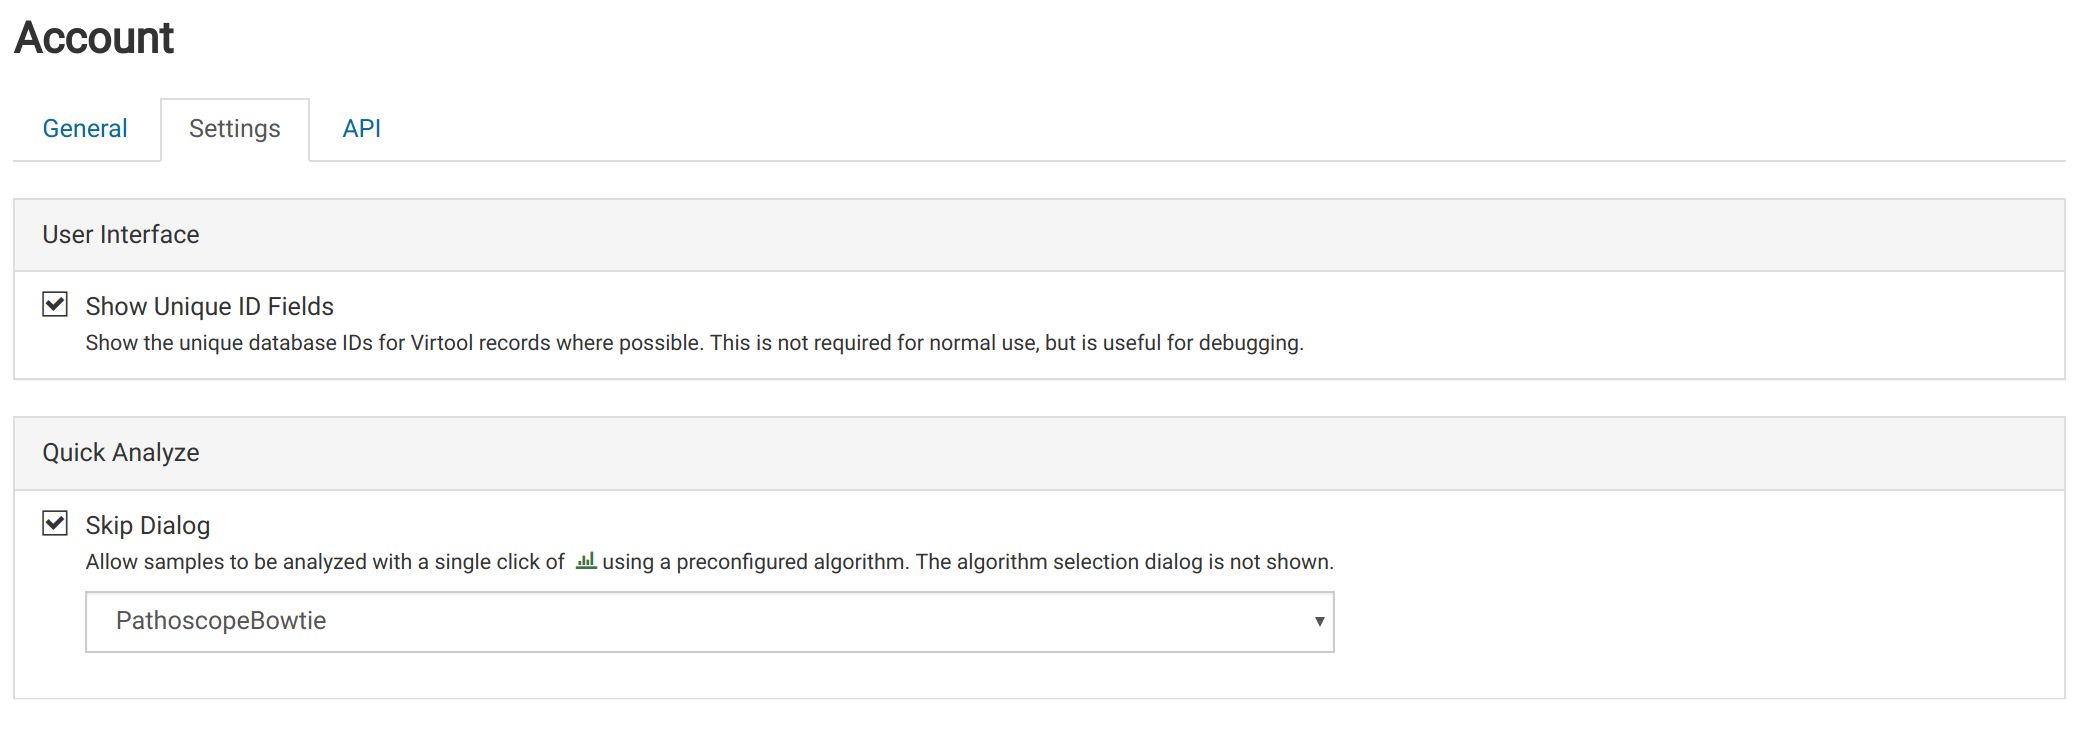 Account
General Settings API
User Interface
Show Unique ID Fields
Show the unique database IDs for Virtool records where possible. This is not required for normal use, but is useful for debugging.
Quick Analyze
Skip Dialog
Allow samples to be analyzed with a single click of using a preconfigured algorithm. The algorithm selection dialog is not shown.
PathoscopeBowtie